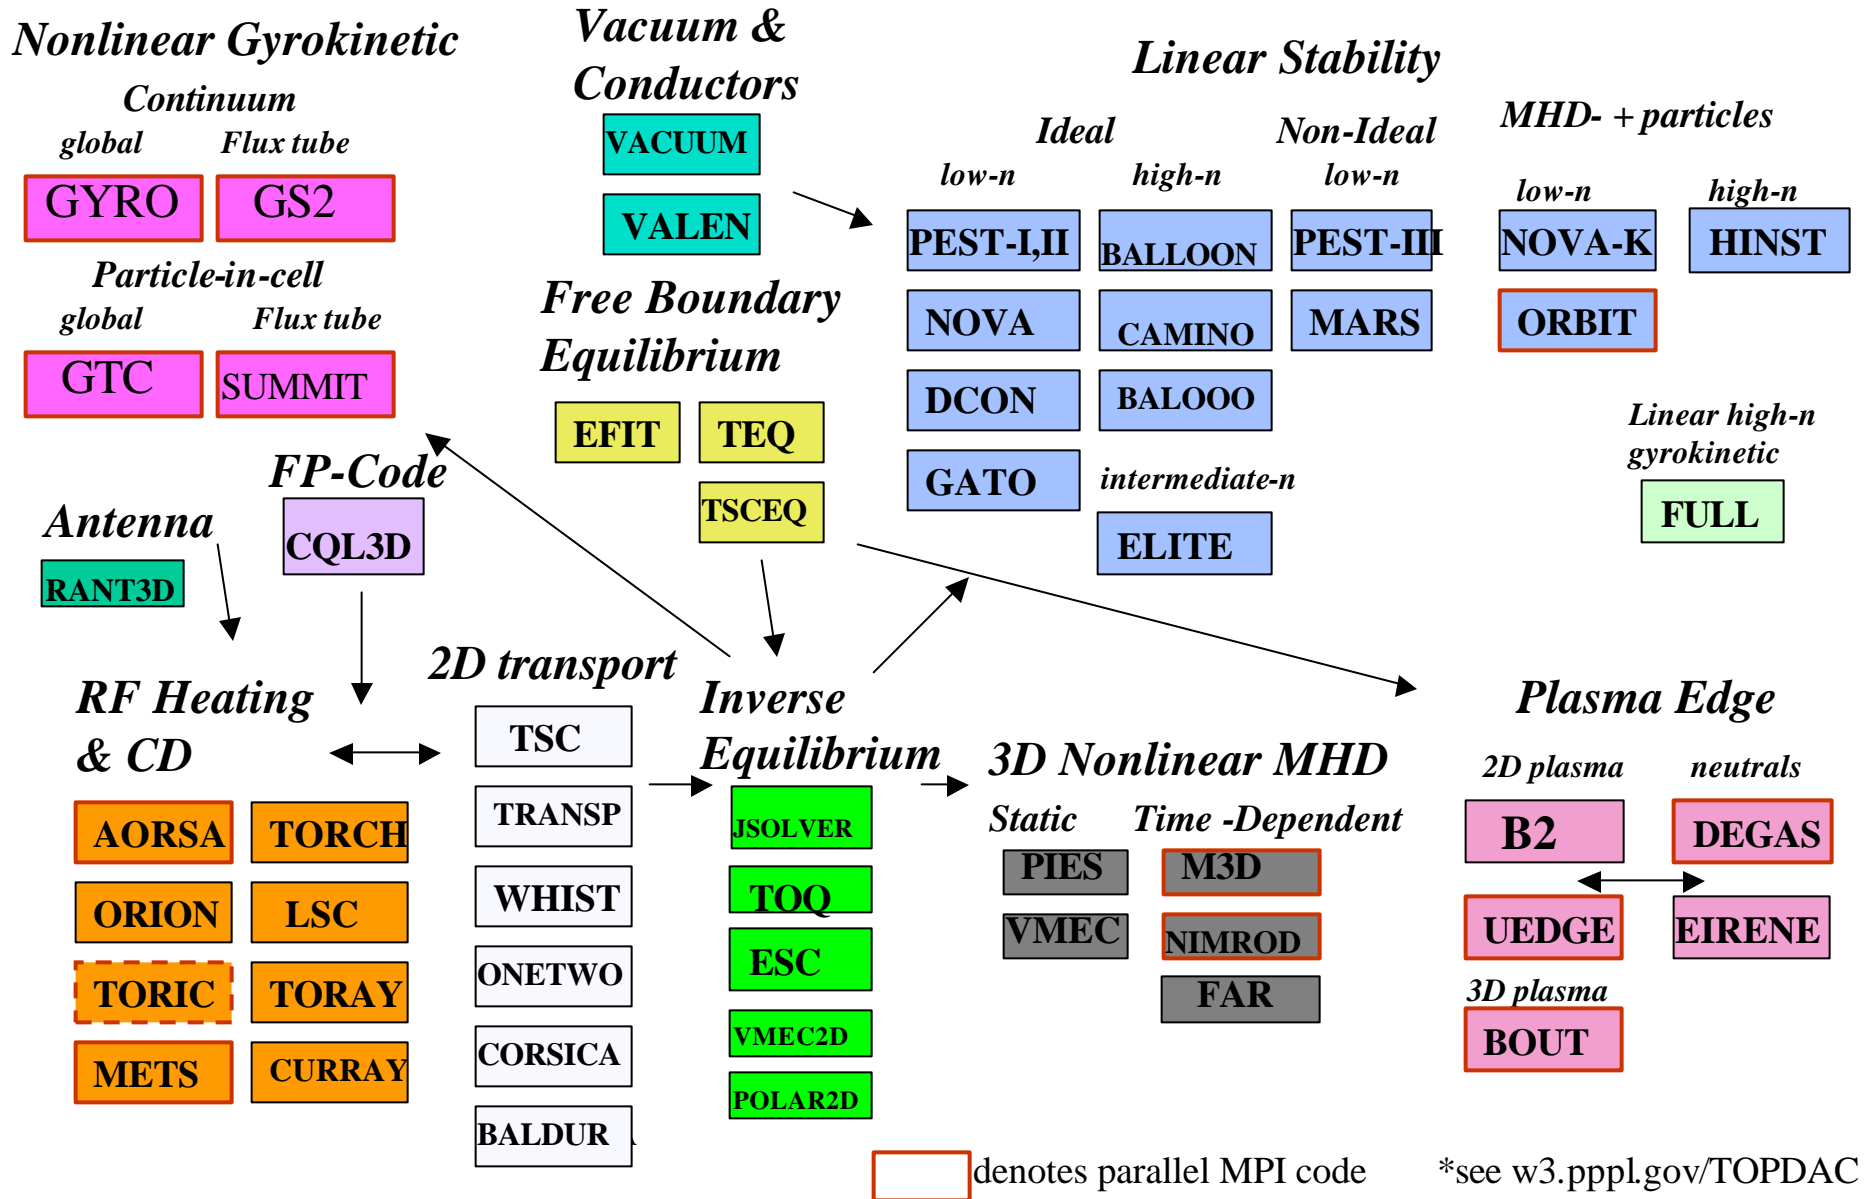 Nonlinear Gyrokinetic
Continuum
global
Flux tube
GYRO
GS2
Particle-in-cell
global
Flux tube
GTC
SUMMIT
Vacuum &
Conductors
VACUUM
VALEN
Free Boundary
Equilibrium
EFIT
TEQ
TSCEQ
Linear Stability
Ideal
Non-Ideal
MHD- + particles
low-n
high-n
low-n
low-n
high-n
PEST-I,II
BALLOON
PEST-III
NOVA-K
HINST
NOVA
CAMINO
MARS
ORBIT
DCON
BALOOO
GATO
intermediate-n
ELITE
Linear high-n
gyrokinetic
FULL
FP-Code
CQL3D
Antenna
RANT3D
RF Heating
& CD
AORSA
TORCH
ORION
LSC
TORIC
TORAY
METS
CURRAY
2D transport
TSC
TRANSP
WHIST
ONETWO
CORSICA
BALDUR
Inverse
Equilibrium
JSOLVER
TOQ
ESC
VMEC2D
POLAR2D
3D Nonlinear MHD
Static
Time -Dependent
PIES
M3D
VMEC
NIMROD
FAR
Plasma Edge
2D plasma
neutrals
B2
DEGAS
UEDGE
EIRENE
3D plasma
BOUT
denotes parallel MPI code
*see w3.pppl.gov/TOPDAC